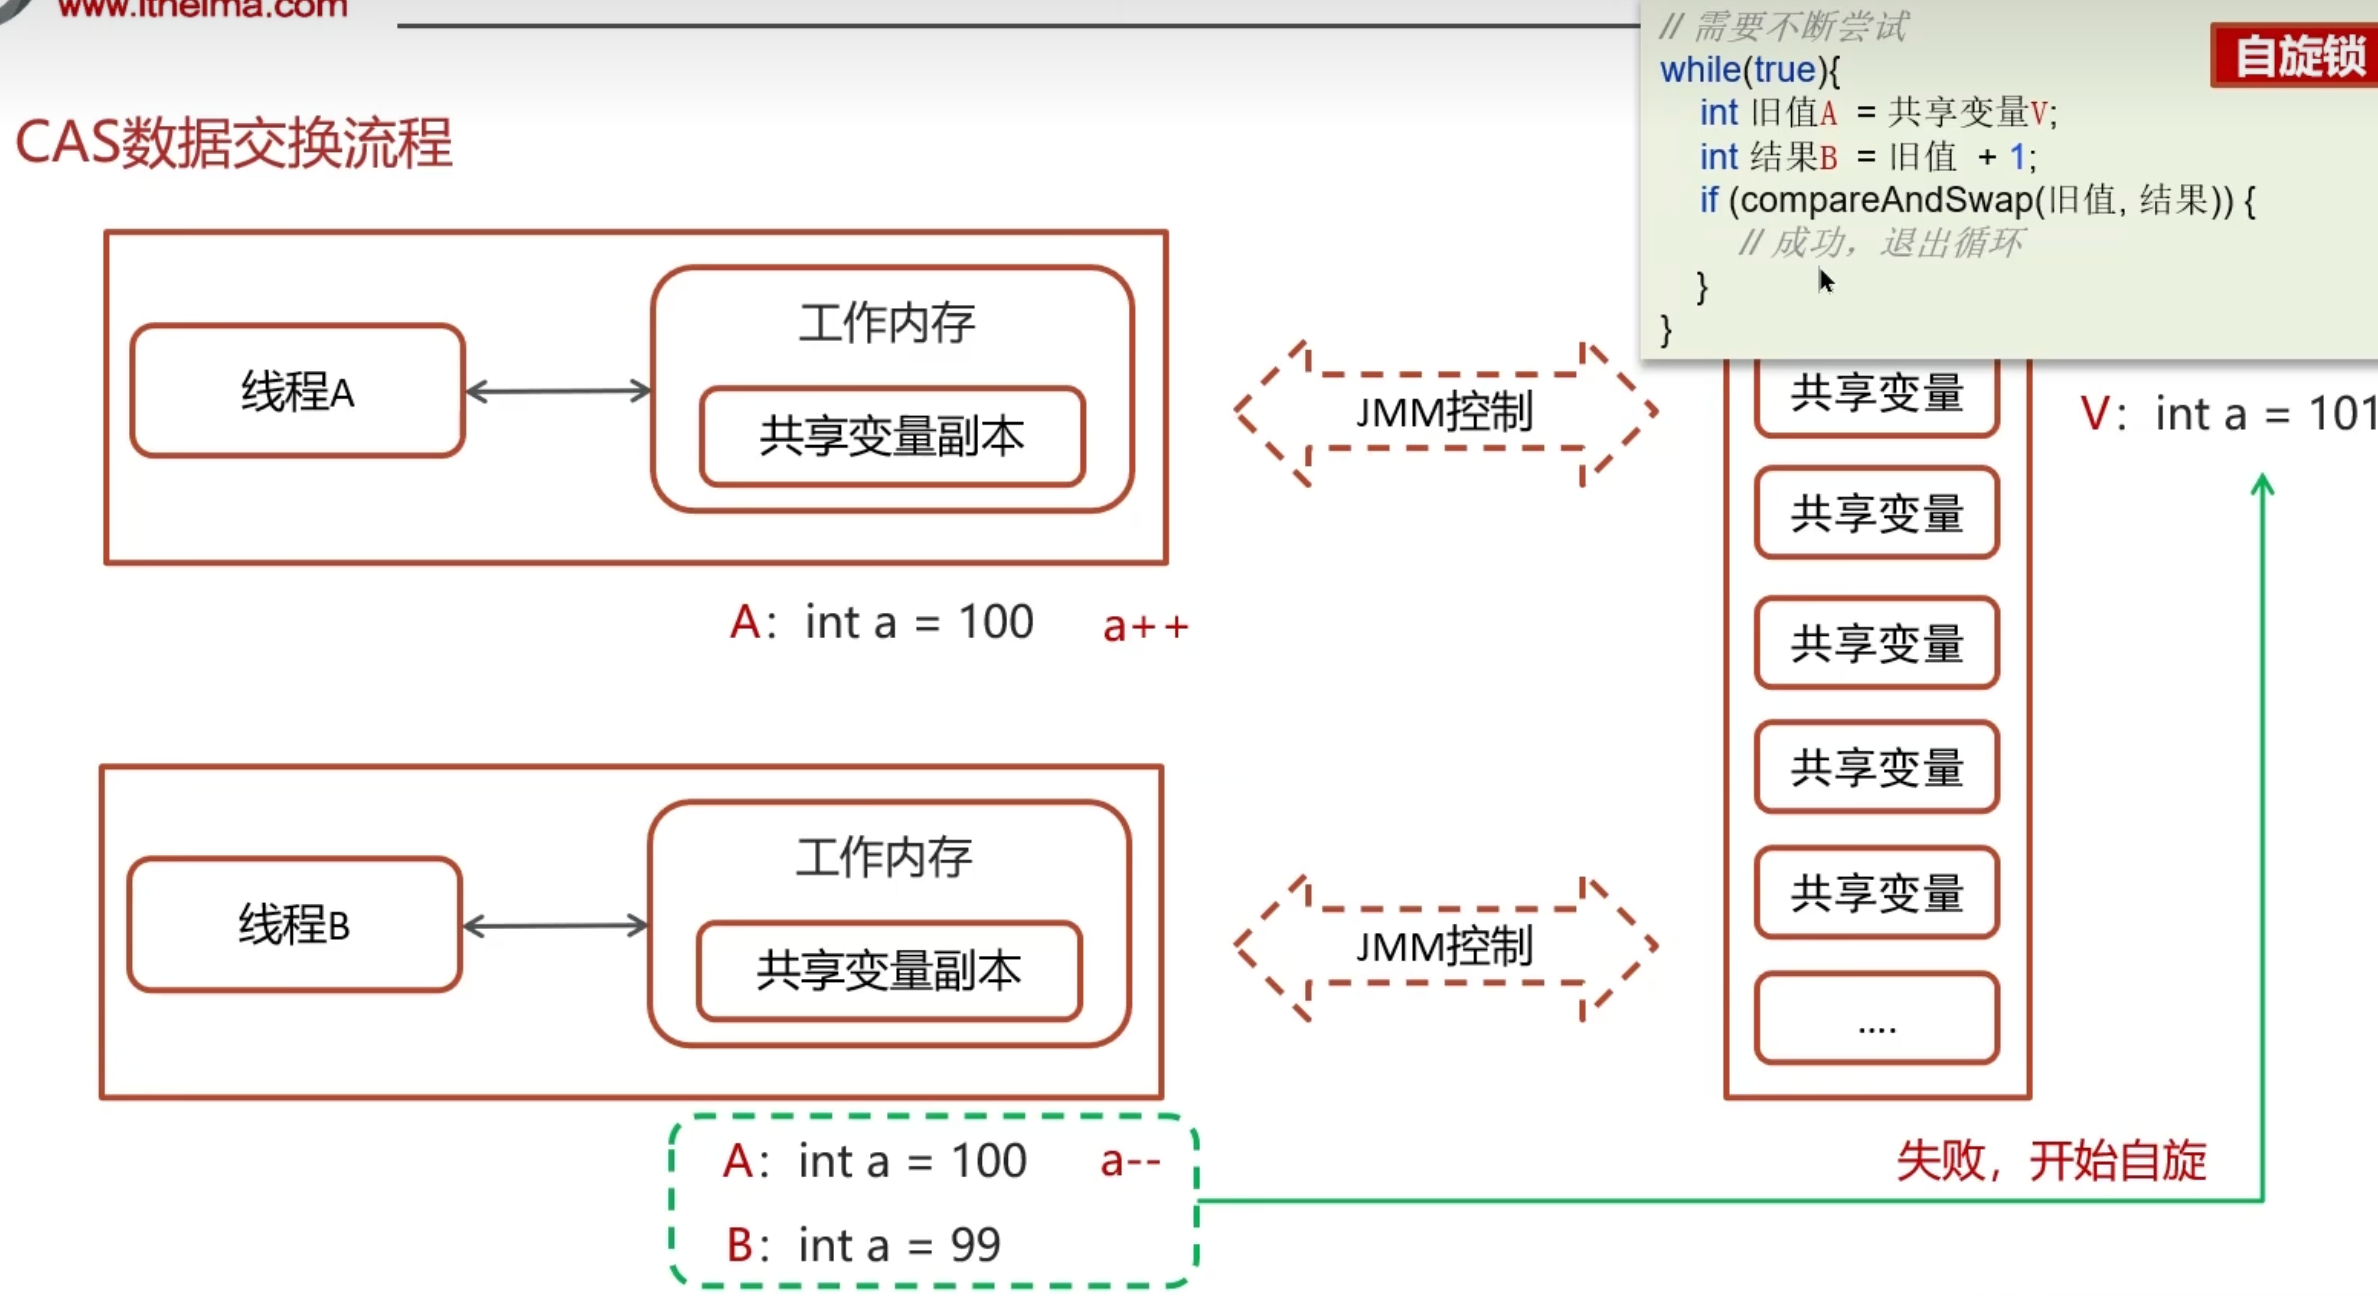 www.itheima.com
// 需要不断尝试
while(true){
int 旧值A = 共享变量V;
int 结果B = 旧值 + 1;
if (compareAndSwap(旧值, 结果)) {
// 成功，退出循环
}
}
自旋锁
CAS数据交换流程
线程A
工作内存
共享变量副本
JMM控制
A： int a = 100 a++
共享变量
共享变量
共享变量
共享变量
共享变量
....
V： int a = 101
线程B
工作内存
共享变量副本
JMM控制
A： int a = 100 a--
B： int a = 99
失败，开始自旋